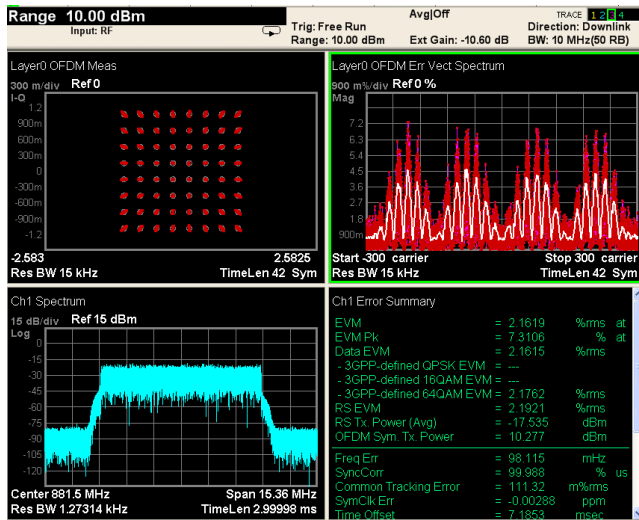 Range 10.00 dBm
Input: RF
Trig: Free Run
Range: 10.00 dBm
Avg|Off
Ext Gain: -10.60 dB
TRACE 1 2 3 4
Direction: Downlink
BW: 10 MHz(50 RB)
Layer0 OFDM Meas
300 m/div Ref 0
I-Q
1.2
900m
600m
300m
0
-300m
-600m
-900m
-1.2
-2.583 2.5825
Res BW 15 kHz TimeLen 42 Sym
Layer0 OFDM Err Vect Spectrum
900 m%/div Ref 0 %
Mag
7.2
6.3
5.4
4.5
3.6
2.7
1.8
900m
Start -300 carrier Stop 300 carrier
Res BW 15 kHz TimeLen 42 Sym
Ch1 Spectrum
15 dB/div Ref 15 dBm
Log
0
-15
-30
-45
-60
-75
-90
-105
-120
Center 881.5 MHz Span 15.36 MHz
Res BW 1.27314 kHz TimeLen 2.99998 ms
Ch1 Error Summary
EVM = 2.1619 %rms at
EVM Pk = 7.3106 % at
Data EVM = 2.1615 %rms
- 3GPP-defined QPSK EVM = ---
- 3GPP-defined 16QAM EVM = ---
- 3GPP-defined 64QAM EVM = 2.1762 %rms
RS EVM = 2.1921 %rms
RS Tx. Power (Avg) = -17.535 dBm
OFDM Sym. Tx. Power = 10.277 dBm
Freq Err = 98.115 mHz
SyncCorr = 99.988 % us
Common Tracking Error = 111.32 m%rms
SymClk Err = -0.00288 ppm
Time Offset = 7.1853 msec